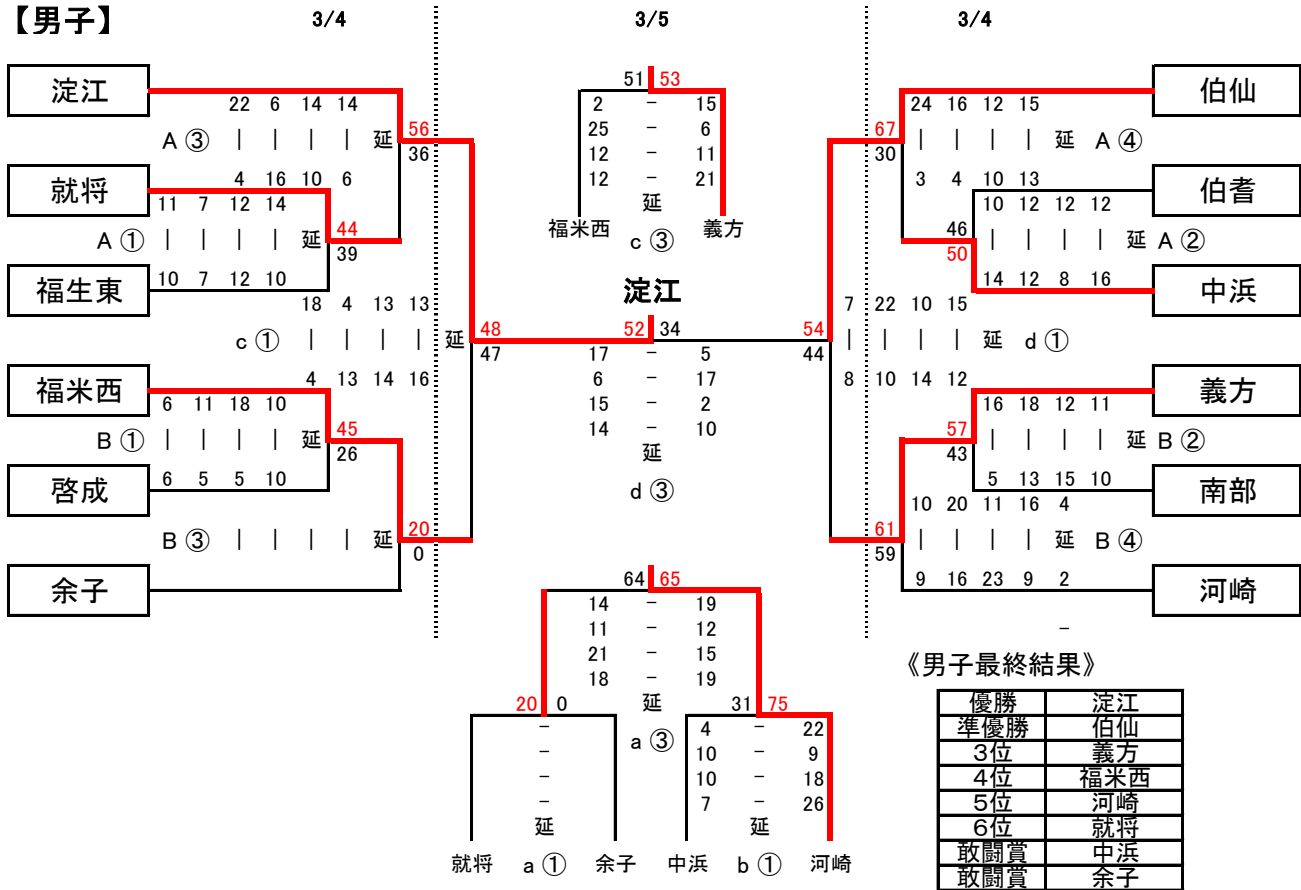 【男子】 3/4 3/5 3/4
淀江
22 6 14 14
A ③ | | | | 延
56
36
4 16 10 6
就将
11 7 12 14
A ① | | | | 延
44
39
10 7 12 10
福生東
18 4 13 13
c ① | | | | 延
48
47
4 13 14 16
福米西
6 11 18 10
B ① | | | | 延
45
26
6 5 5 10
啓成
B ③ | | | | 延
20
0
余子
51 53
2 - 15
25 - 6
12 - 11
12 - 21
延
福米西 c ③ 義方
淀江
52 34
17 - 5
6 - 17
15 - 2
14 - 10
延
d ③
64 65
14 - 19
11 - 12
21 - 15
18 - 19
延
a ③
20 0
-
-
-
-
延
就将 a ① 余子
31 75
4 - 22
10 - 9
10 - 18
7 - 26
延
中浜 b ① 河崎
伯仙
24 16 12 15
67
30
| | | | 延 A ④
3 4 10 13
伯耆
10 12 12 12
46
50
| | | | 延 A ②
14 12 8 16
中浜
7 22 10 15
54
44
| | | | 延 d ①
8 10 14 12
義方
16 18 12 11
57
43
| | | | 延 B ②
5 13 15 10
南部
10 20 11 16 4
61
59
| | | | 延 B ④
9 16 23 9 2
河崎
-
《男子最終結果》
優勝 淀江
準優勝 伯仙
3位 義方
4位 福米西
5位 河崎
6位 就将
敢闘賞 中浜
敢闘賞 余子